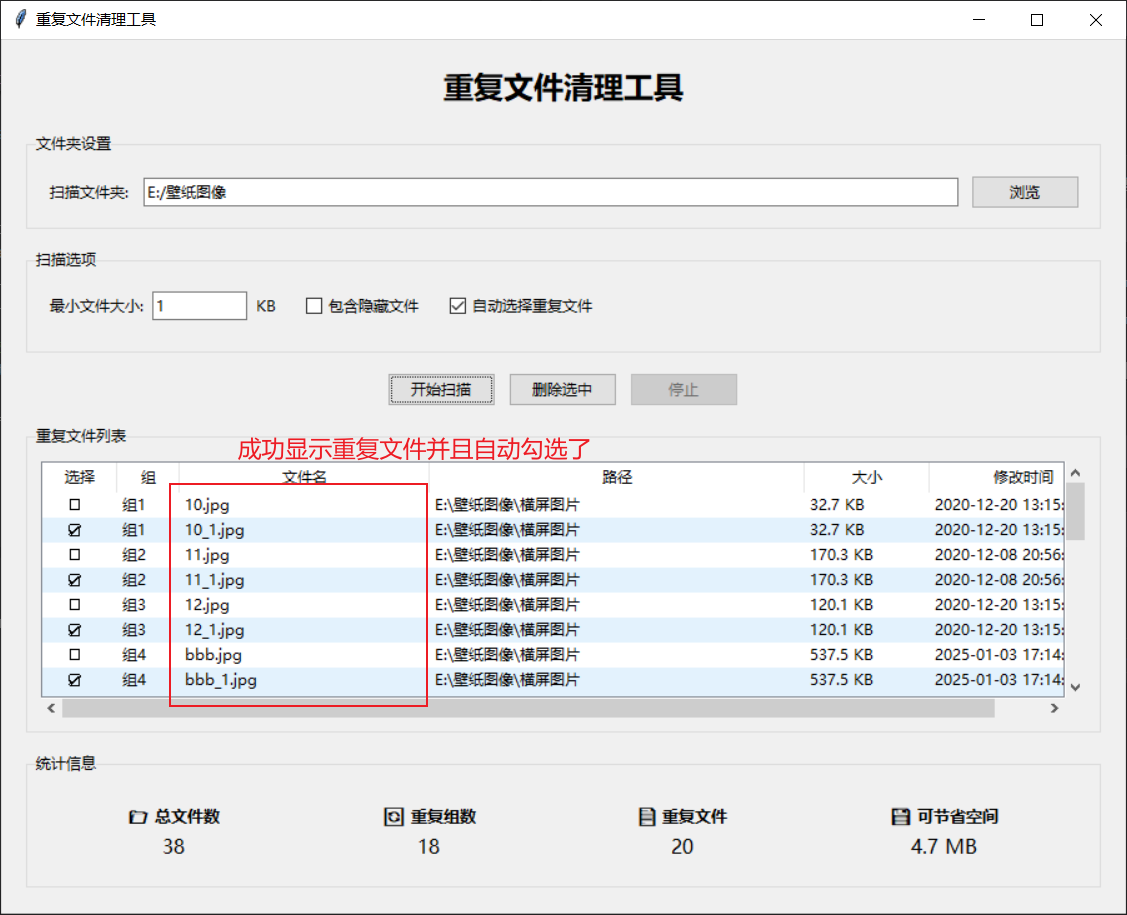 重复文件清理工具
重复文件清理工具
文件夹设置
扫描文件夹: E:/壁纸图像 浏览
扫描选项
最小文件大小: 1 KB 包含隐藏文件 自动选择重复文件
开始扫描 删除选中 停止
重复文件列表
成功显示重复文件并且自动勾选了
选择 组 文件名 路径 大小 修改时间
组1 10.jpg E:\壁纸图像\横屏图片 32.7 KB 2020-12-20 13:15:
组1 10_1.jpg E:\壁纸图像\横屏图片 32.7 KB 2020-12-20 13:15:
组2 11.jpg E:\壁纸图像\横屏图片 170.3 KB 2020-12-08 20:56:
组2 11_1.jpg E:\壁纸图像\横屏图片 170.3 KB 2020-12-08 20:56:
组3 12.jpg E:\壁纸图像\横屏图片 120.1 KB 2020-12-20 13:15:
组3 12_1.jpg E:\壁纸图像\横屏图片 120.1 KB 2020-12-20 13:15:
组4 bbb.jpg E:\壁纸图像\横屏图片 537.5 KB 2025-01-03 17:14:
组4 bbb_1.jpg E:\壁纸图像\横屏图片 537.5 KB 2025-01-03 17:14:
统计信息
总文件数 重复组数 重复文件 可节省空间
38 18 20 4.7 MB